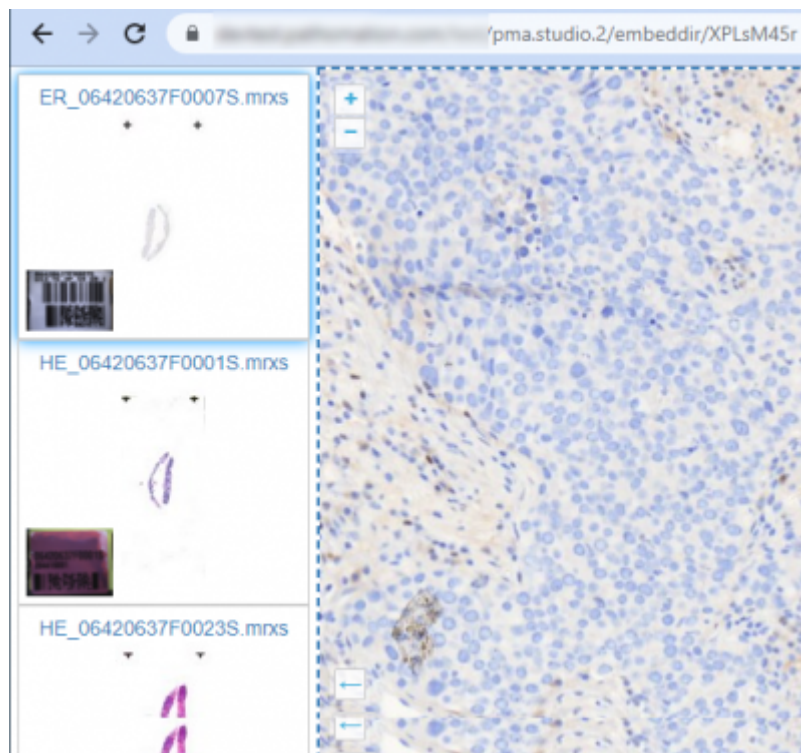 /pma.studio.2/embeddir/XPLsM45r
ER_06420637F0007S.mrxs
+
−
HE_06420637F0001S.mrxs
HE_06420637F0023S.mrxs